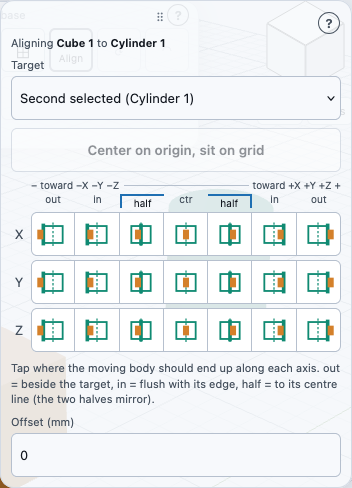 base
?
?
Align
Aligning Cube 1 to Cylinder 1
Target
Second selected (Cylinder 1)
Center on origin, sit on grid
− toward −X −Y −Z
toward +X +Y +Z +
out in half ctr half in out
X
Y
Z
Tap where the moving body should end up along each axis. out
= beside the target, in = flush with its edge, half = to its centre
line (the two halves mirror).
Offset (mm)
0